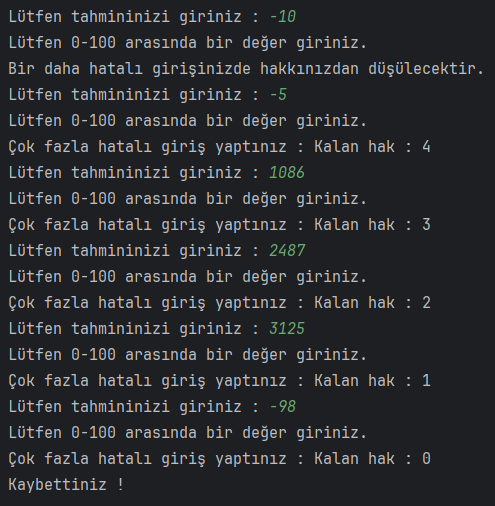 Lütfen tahmininizi giriniz : -10
Lütfen 0-100 arasında bir değer giriniz.
Bir daha hatalı girişinizde hakkınızdan düşülecektir.
Lütfen tahmininizi giriniz : -5
Lütfen 0-100 arasında bir değer giriniz.
Çok fazla hatalı giriş yaptınız : Kalan hak : 4
Lütfen tahmininizi giriniz : 1086
Lütfen 0-100 arasında bir değer giriniz.
Çok fazla hatalı giriş yaptınız : Kalan hak : 3
Lütfen tahmininizi giriniz : 2487
Lütfen 0-100 arasında bir değer giriniz.
Çok fazla hatalı giriş yaptınız : Kalan hak : 2
Lütfen tahmininizi giriniz : 3125
Lütfen 0-100 arasında bir değer giriniz.
Çok fazla hatalı giriş yaptınız : Kalan hak : 1
Lütfen tahmininizi giriniz : -98
Lütfen 0-100 arasında bir değer giriniz.
Çok fazla hatalı giriş yaptınız : Kalan hak : 0
Kaybettiniz !